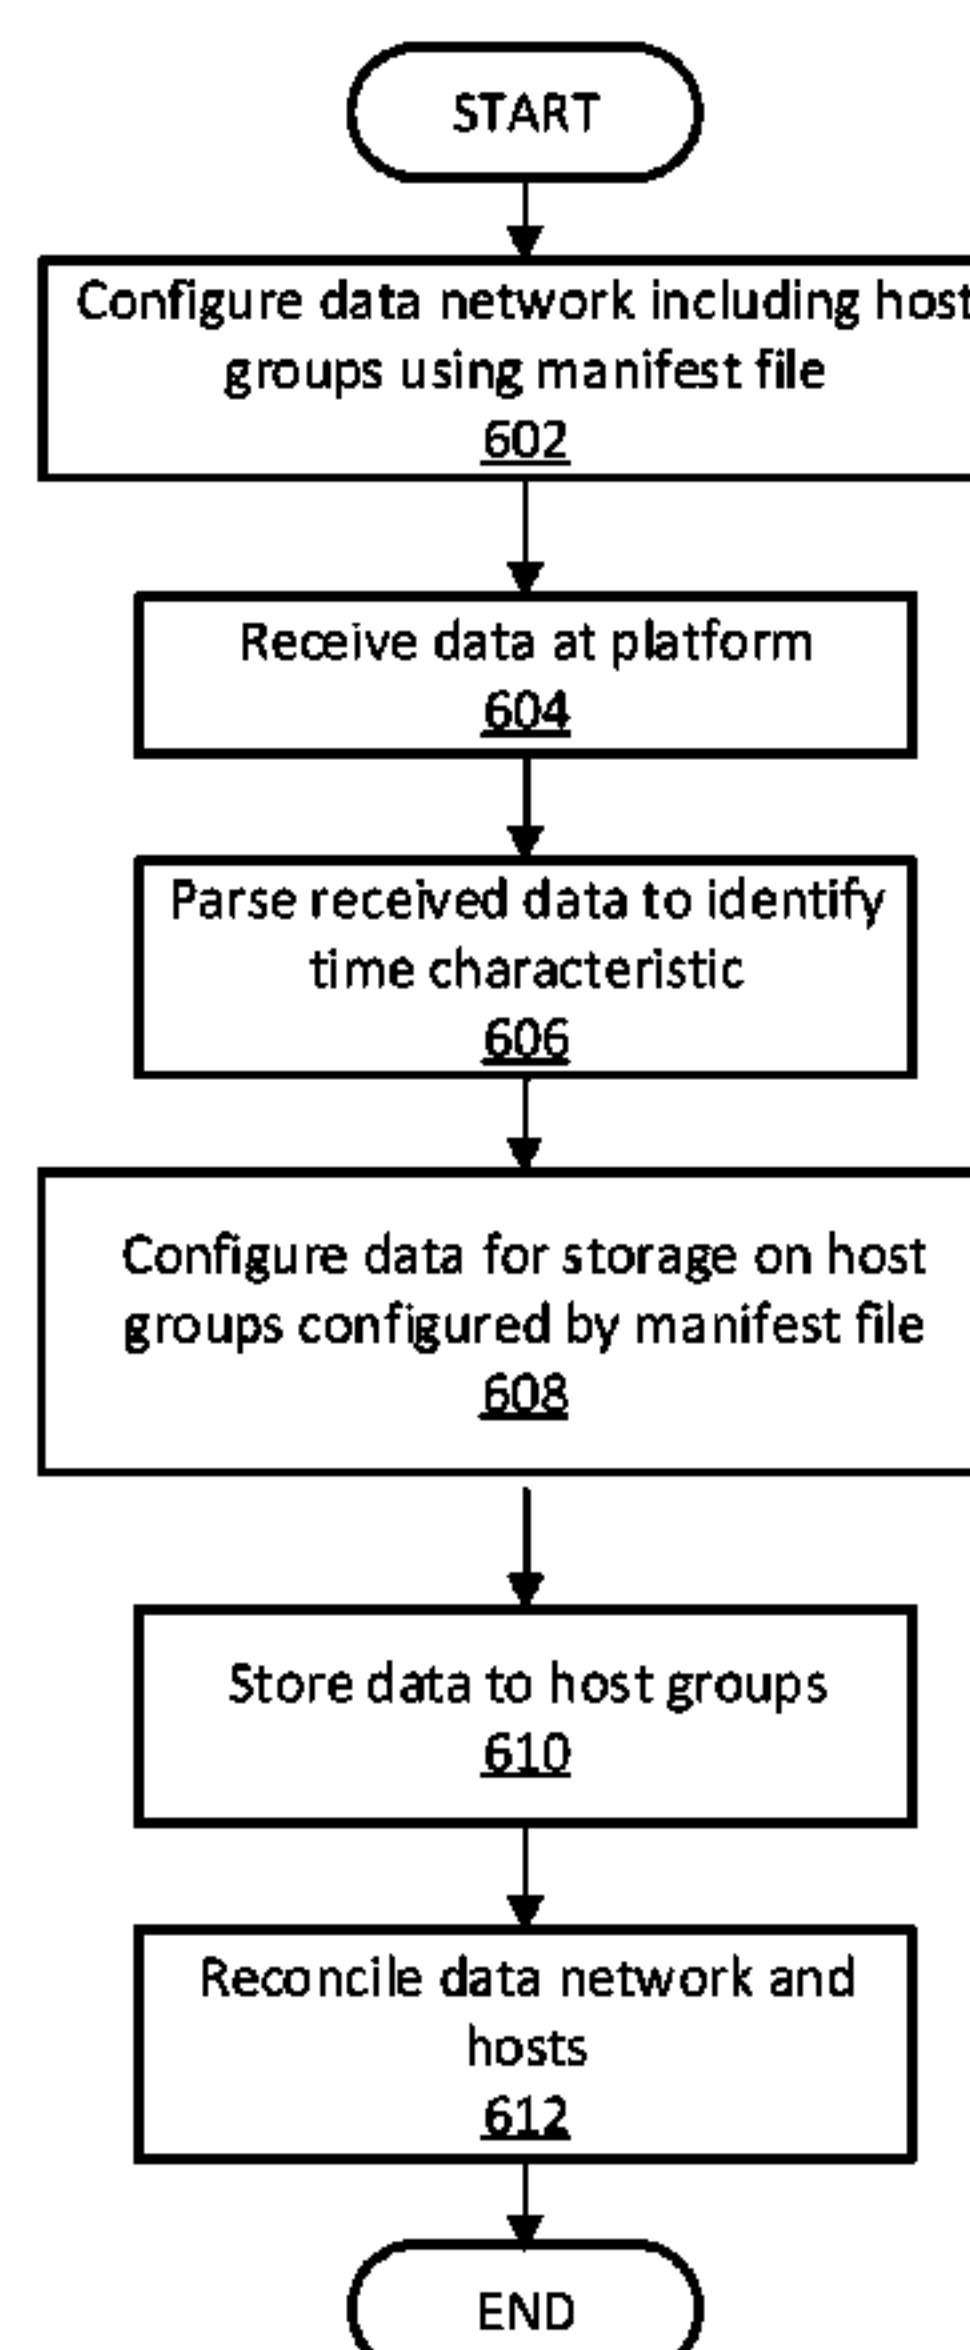 START
Configure data network including host
groups using manifest file
602
Receive data at platform
604
Parse received data to identify
time characteristic
606
Configure data for storage on host
groups configured by manifest file
608
Store data to host groups
610
Reconcile data network and
hosts
612
END